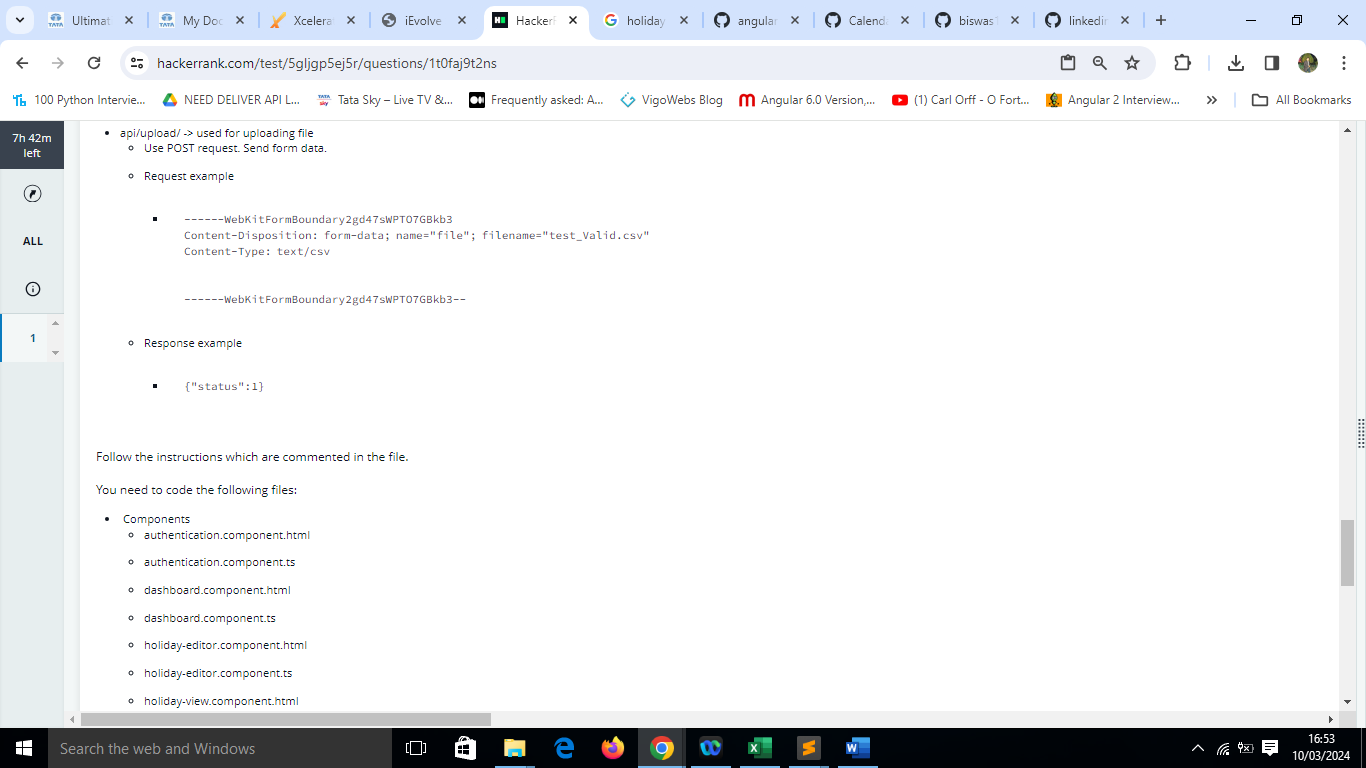 Ultimat
My Doc
Xcelera
iEvolve
HackerR
holiday
angular
Calenda
biswas1
linkedin
hackerrank.com/test/5gljgp5ej5r/questions/1t0faj9t2ns
100 Python Intervie...
NEED DELIVER API L...
Tata Sky – Live TV &...
Frequently asked: A...
VigoWebs Blog
Angular 6.0 Version,...
(1) Carl Orff - O Fort...
Angular 2 Interview...
All Bookmarks
7h 42m
left
ALL
1
api/upload/ -> used for uploading file
Use POST request. Send form data.
Request example
------WebKitFormBoundary2gd47sWPTO7GBkb3
Content-Disposition: form-data; name="file"; filename="test_Valid.csv"
Content-Type: text/csv
------WebKitFormBoundary2gd47sWPTO7GBkb3--
Response example
{"status":1}
Follow the instructions which are commented in the file.
You need to code the following files:
Components
authentication.component.html
authentication.component.ts
dashboard.component.html
dashboard.component.ts
holiday-editor.component.html
holiday-editor.component.ts
holiday-view.component.html
Search the web and Windows
16:53
10/03/2024